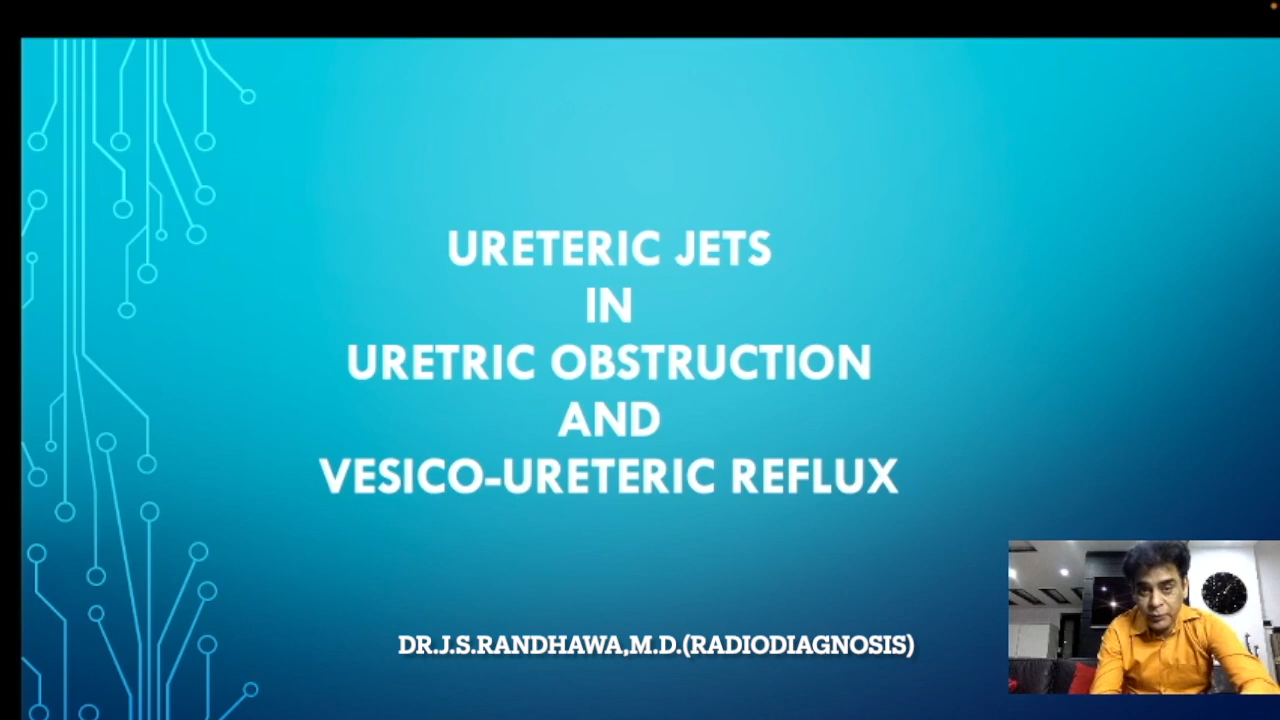 URETERIC JETS
IN
URETRIC OBSTRUCTION
AND
VESICO-URETERIC REFLUX
DR.J.S.RANDHAWA,M.D.(RADIODIAGNOSIS)